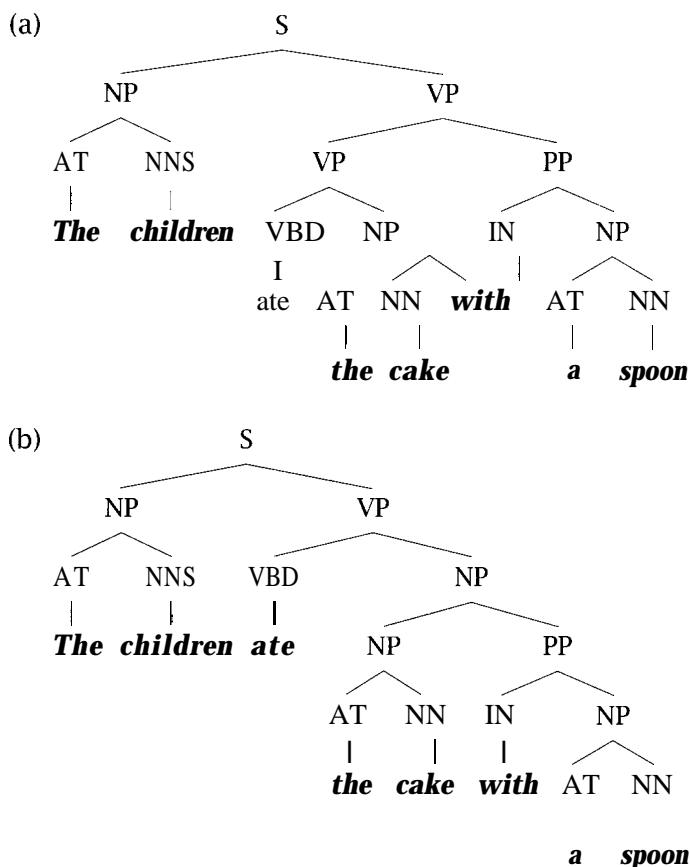 (a) S
NP VP
AT NNS VP PP
The children VBD NP IN NP
I
ate AT NN with AT NN
the cake a spoon
(b) S
NP VP
AT NNS VBD NP
The children ate NP PP
AT NN IN NP
the cake with AT NN
a spoon